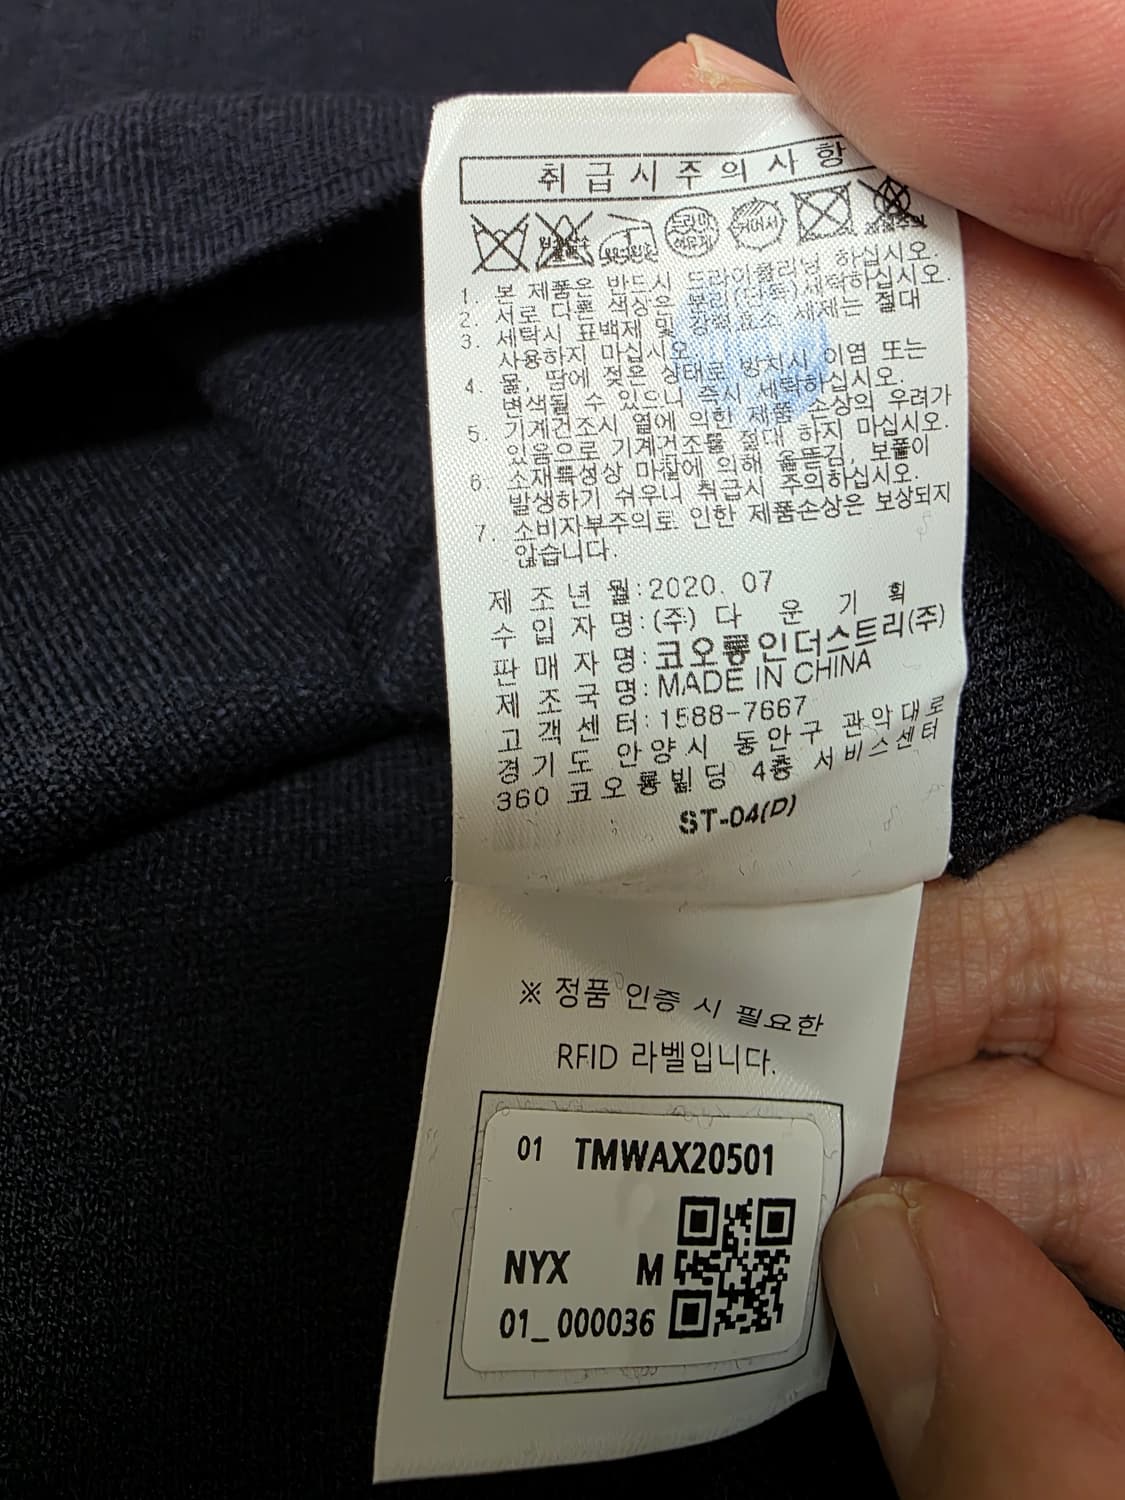 취급시주의사항
드라이
석유계
1. 본 제품은 반드시 드라이클리닝 하십시오.
2. 서로 다른 색상은 분리(단독)세탁하십시오.
3. 세탁시 표백제 및 강력효소 세제는 절대
사용하지 마십시오.
4. 물, 땀에 젖은 상태로 방치시 이염 또는
변색될 수 있으니 즉시 세탁하십시오.
5. 기계건조시 열에 의한 제품 손상의 우려가
있음으로 기계건조를 절대 하지 마십시오.
6. 소재특성상 마찰에 의해 올뜯김, 보풀이
발생하기 쉬우니 취급시 주의하십시오.
7. 소비자부주의로 인한 제품손상은 보상되지
않습니다.
제조년월:2020. 07
수입자명:(주)다운기획
판매자명:코오롱인더스트리(주)
제조국명:MADE IN CHINA
고객센터:1588-7667
경기도 안양시 동안구 관악대로
360 코오롱빌딩 4층 서비스센터
ST-04(D)
※ 정품 인증 시 필요한
RFID 라벨입니다.
01 TMWAX20501
NYX M
01_000036